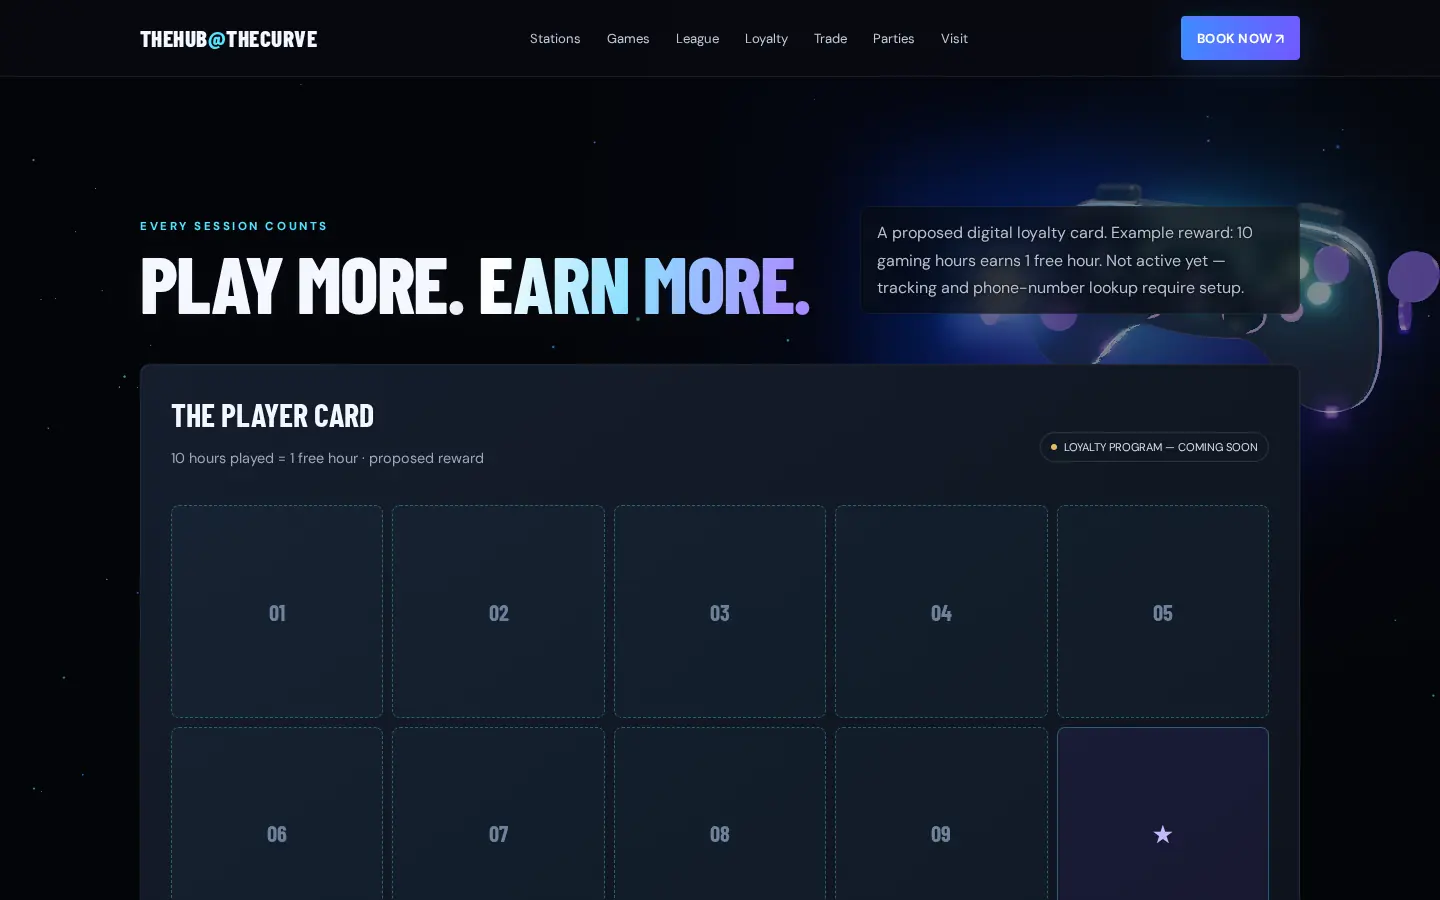 THEHUB@THECURVE
Stations Games League Loyalty Trade Parties Visit
BOOK NOW
EVERY SESSION COUNTS
PLAY MORE. EARN MORE.
A proposed digital loyalty card. Example reward: 10
gaming hours earns 1 free hour. Not active yet —
tracking and phone-number lookup require setup.
THE PLAYER CARD
10 hours played = 1 free hour · proposed reward
LOYALTY PROGRAM — COMING SOON
01 02 03 04 05
06 07 08 09 ★